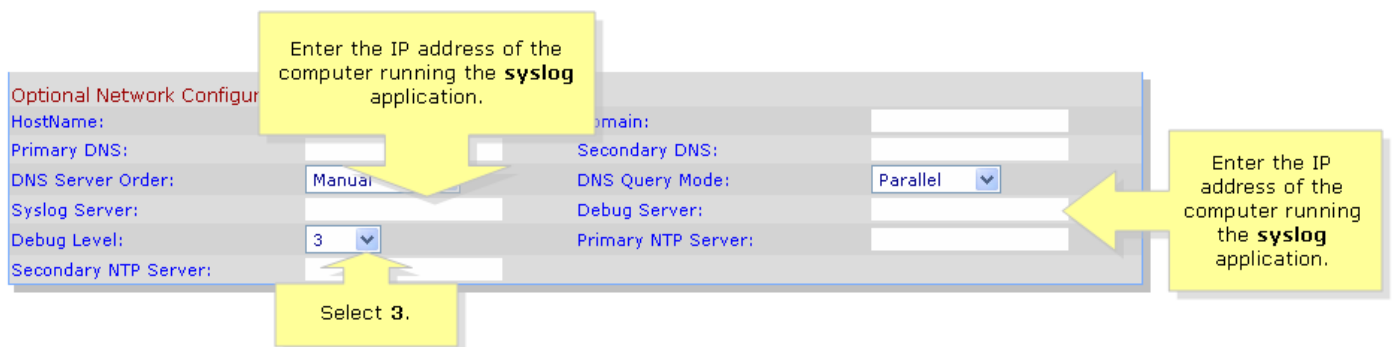 Enter the IP address of the
computer running the syslog
application.
Optional Network Configur
HostName:
omain:
Primary DNS:
Secondary DNS:
DNS Server Order:
Manual
DNS Query Mode:
Parallel
Syslog Server:
Debug Server:
Debug Level:
3
Primary NTP Server:
Secondary NTP Server:
Enter the IP
address of the
computer running
the syslog
application.
Select 3.